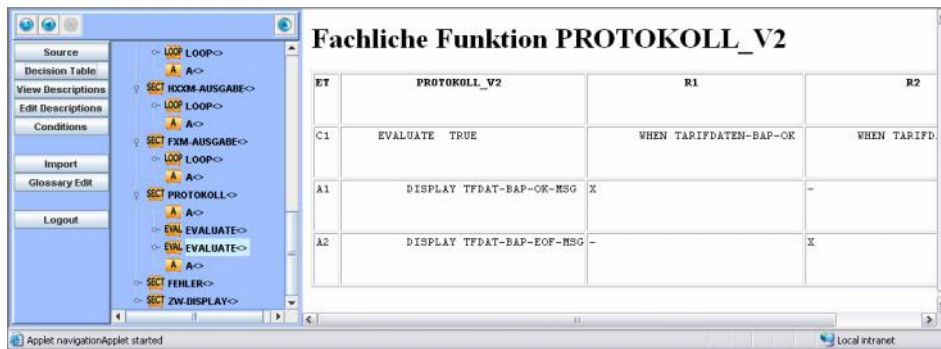 Source
Decision Table
View Descriptions
Edit Descriptions
Conditions
Import
Glossary Edit
Logout
LOOP LOOP<>
A A<>
SECT HXXM-AUSGABE<>
LOOP LOOP<>
A A<>
SECT FXM-AUSGABE<>
LOOP LOOP<>
A A<>
SECT PROTOKOLL<>
A A<>
EVAL EVALUATE<>
EVAL EVALUATE<>
A A<>
SECT FEHLER<>
SECT ZW-DISPLAY<>
Fachliche Funktion PROTOKOLL_V2
ET PROTOKOLL_V2 R1 R2
C1 EVALUATE TRUE WHEN TARIFDATEN-BAP-OK WHEN TARIFD
A1 DISPLAY TFDAT-BAP-OK-MSG X -
A2 DISPLAY TFDAT-BAP-EOF-MSG - X
Applet navigationApplet started
Local intranet